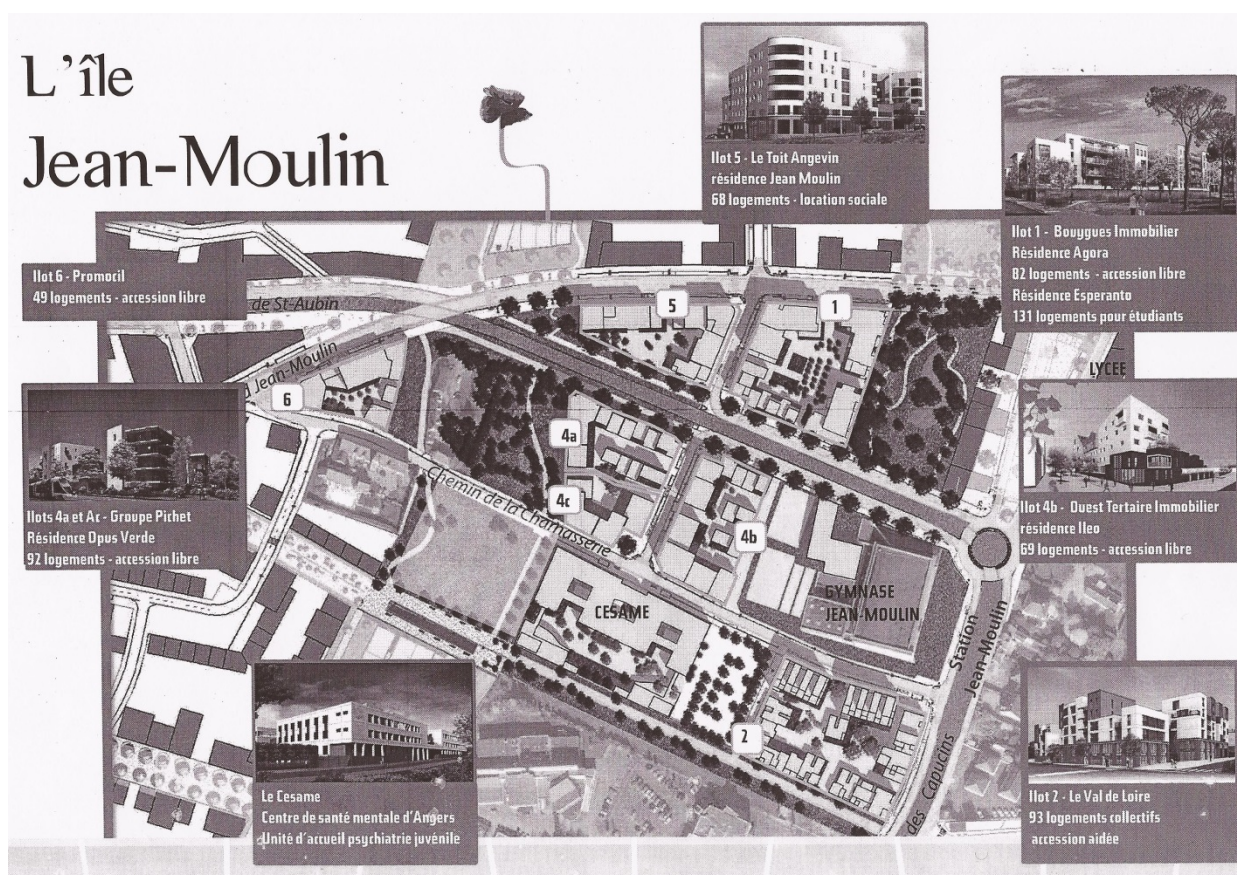 L'île
Jean-Moulin
Ilot 5 - Le Toit Angevin
résidence Jean Moulin
68 logements - location sociale
Ilot 1 - Bouygues Immobilier
Résidence Agora
82 logements - accession libre
Résidence Esperanto
131 logements pour étudiants
Ilot 6 - Promocil
49 logements - accession libre
de St-Aubin
Jean-Moulin
5
1
6
LYCEE
4a
4c
4b
Chemin de la Charmasserie
Ilots 4a et Ac - Groupe Pichet
Résidence Opus Verde
92 logements - accession libre
Ilot 4b - Ouest Tertaire Immobilier
résidence Ileo
69 logements - accession libre
CESAME
GYMNASE
JEAN-MOULIN
Station
Jean-Moulin
2
des Capucins
Le Cesame
Centre de santé mentale d'Angers
Unité d'accueil psychiatrie juvénile
Ilot 2 - Le Val de Loire
93 logements collectifs
accession aidée